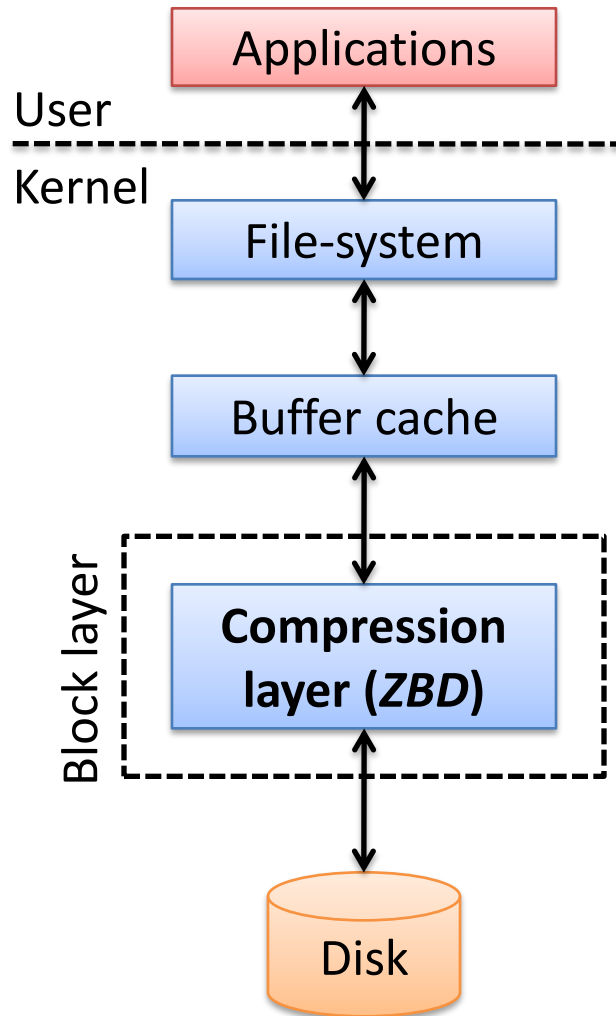 Applications
User
Kernel
File-system
Buffer cache
Block layer
Compression
layer (ZBD)
Disk